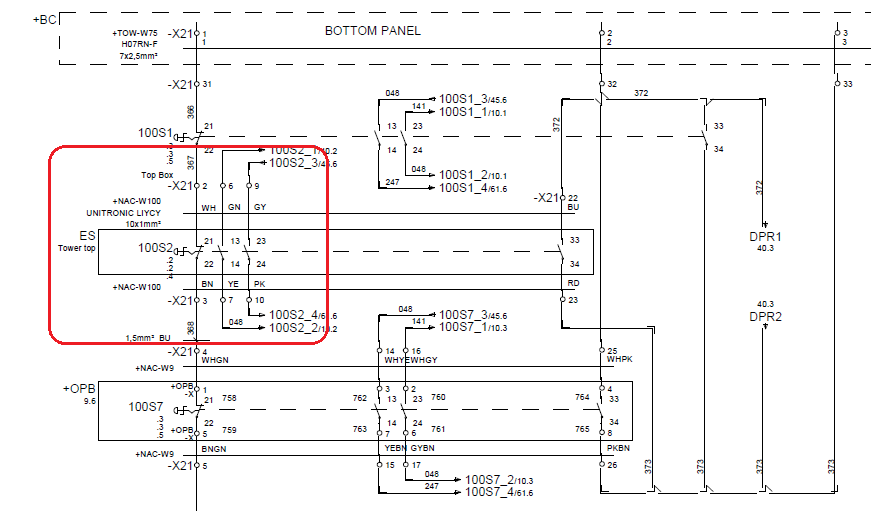 +BC
+TOW-W75 -X21 1 BOTTOM PANEL 2 3
H07RN-F 1 2 3
7x2,5mm²
-X21 31 32 33
048 100S1_3/45.6 372
366 141 100S1_1/10.1 372
100S1 21 13 23 33
.3 22 14 24 34
.3
.5
367 100S2_1/10.2 048 100S1_2/10.1
100S2_3/45.6 247 100S1_4/61.6
Top Box
-X21 2 6 9 -X21 22 372
+NAC-W100 WH GN GY BU
UNITRONIC LIYCY
10x1mm²
ES 21 13 23 33 DPR1
Tower top 100S2 40.3
.2 22 14 24 34
.2
.4
+NAC-W100 BN YE PK RD
-X21 3 7 10 23 40.3
100S2_4/61.6 048 100S7_3/45.6 DPR2
368 048 100S2_2/10.2 141 100S7_1/10.3
1,5mm² BU
-X21 4 14 16 25
WHGN WHYE WHGY WHPK
+NAC-W9
+OPB +OPB 1 3 2 4
9.6 -X
100S7 21 758 762 13 23 760 764 33
.3 22 14 24 34
.3 +OPB 759 763 761 765
.5 -X 5 7 6 8
BNGN YEBN GYBN PKBN
+NAC-W9
-X21 5 15 17 26 373 373 373 373
048 100S7_2/10.3
247 100S7_4/61.6